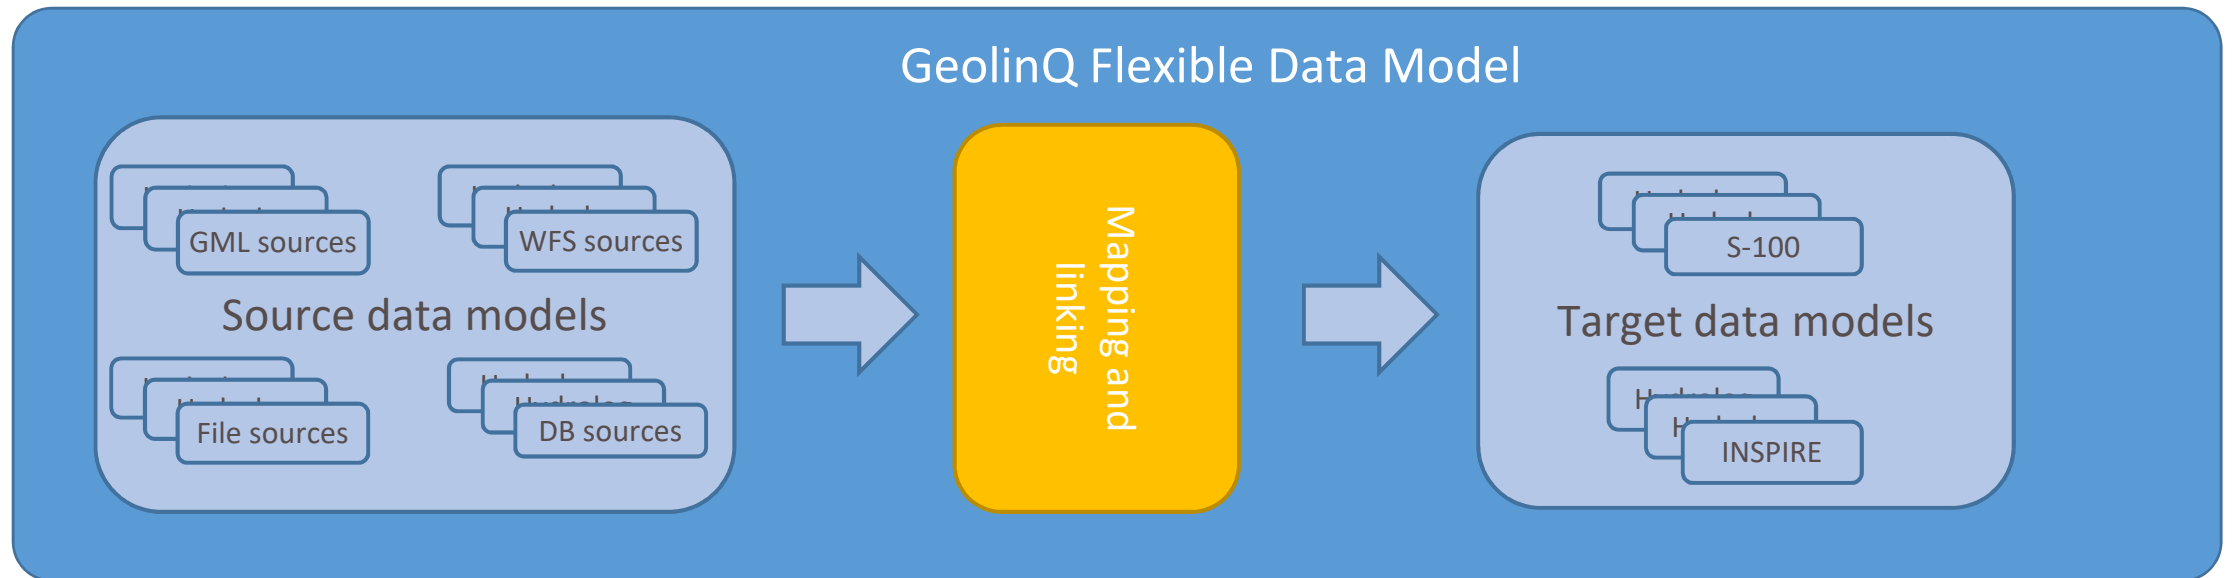 GeolinQ Flexible Data Model
GML sources
WFS sources
Source data models
File sources
DB sources
Mapping and
linking
S-100
Target data models
INSPIRE